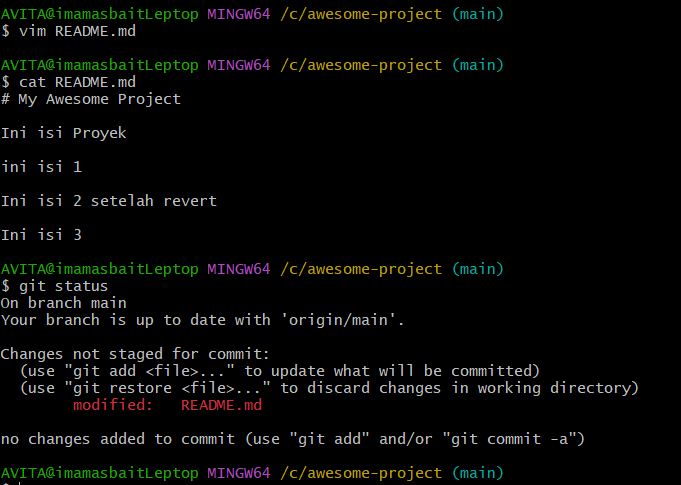 AVITA@imamasbaitLeptop MINGW64 /c/awesome-project (main)
$ vim README.md
AVITA@imamasbaitLeptop MINGW64 /c/awesome-project (main)
$ cat README.md
# My Awesome Project
Ini isi Proyek
ini isi 1
Ini isi 2 setelah revert
Ini isi 3
AVITA@imamasbaitLeptop MINGW64 /c/awesome-project (main)
$ git status
On branch main
Your branch is up to date with 'origin/main'.
Changes not staged for commit:
  (use "git add <file>..." to update what will be committed)
  (use "git restore <file>..." to discard changes in working directory)
        modified:   README.md
no changes added to commit (use "git add" and/or "git commit -a")
AVITA@imamasbaitLeptop MINGW64 /c/awesome-project (main)
$